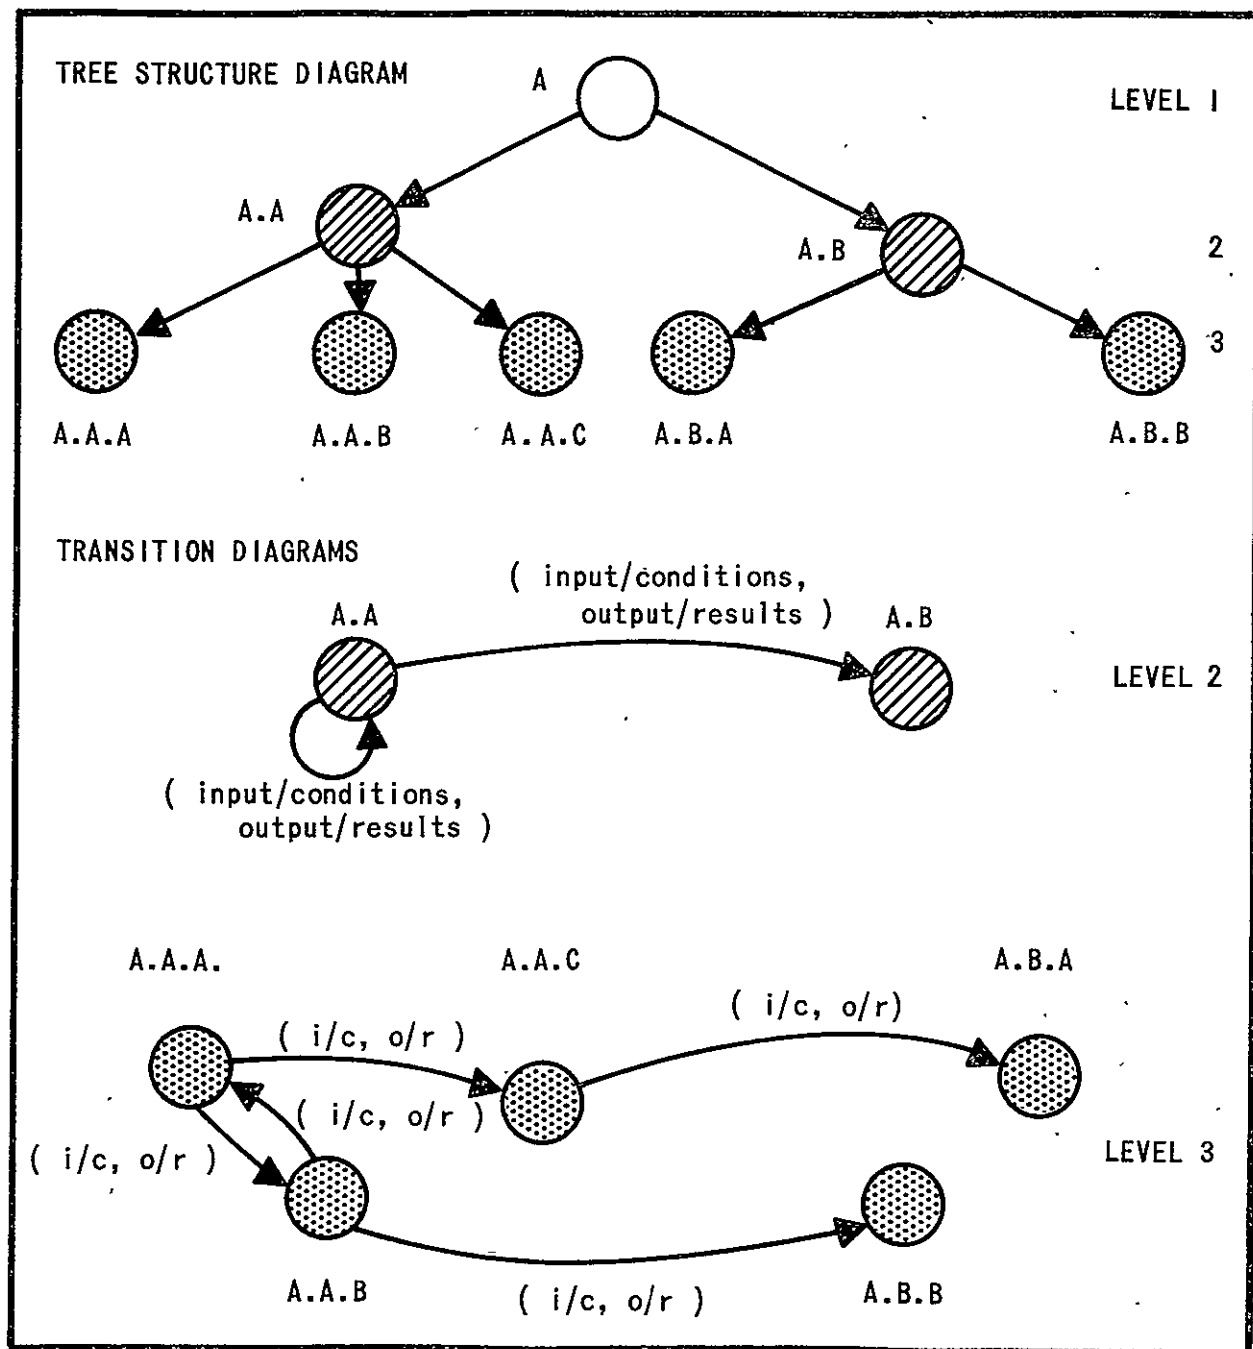 TREE STRUCTURE DIAGRAM
A
LEVEL 1
A.A
A.B
2
3
A.A.A
A.A.B
A.A.C
A.B.A
A.B.B
TRANSITION DIAGRAMS
( input/conditions,
output/results )
A.A
A.B
LEVEL 2
( input/conditions,
output/results )
A.A.A.
A.A.C
A.B.A
( i/c, o/r )
( i/c, o/r)
( i/c, o/r )
( i/c, o/r )
LEVEL 3
A.A.B
( i/c, o/r )
A.B.B